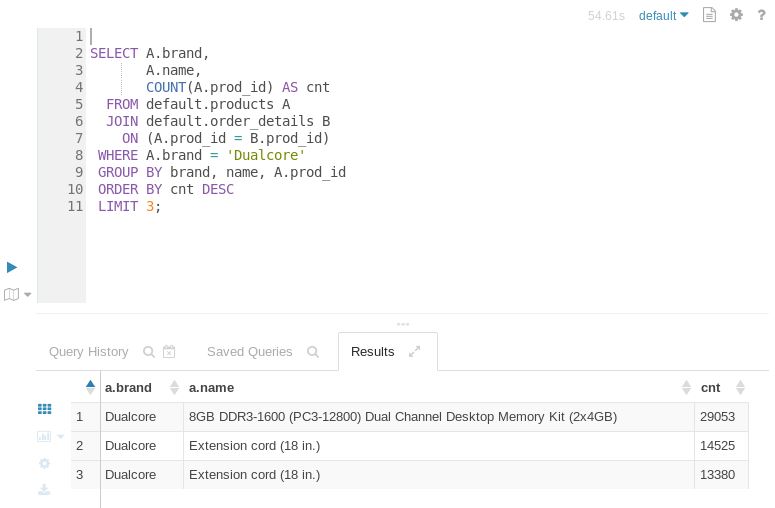 54.61s default ?
1
2 SELECT A.brand,
3 A.name,
4 COUNT(A.prod_id) AS cnt
5 FROM default.products A
6 JOIN default.order_details B
7 ON (A.prod_id = B.prod_id)
8 WHERE A.brand = 'Dualcore'
9 GROUP BY brand, name, A.prod_id
10 ORDER BY cnt DESC
11 LIMIT 3;
Query History Saved Queries Results
a.brand a.name cnt
1 Dualcore 8GB DDR3-1600 (PC3-12800) Dual Channel Desktop Memory Kit (2x4GB) 29053
2 Dualcore Extension cord (18 in.) 14525
3 Dualcore Extension cord (18 in.) 13380